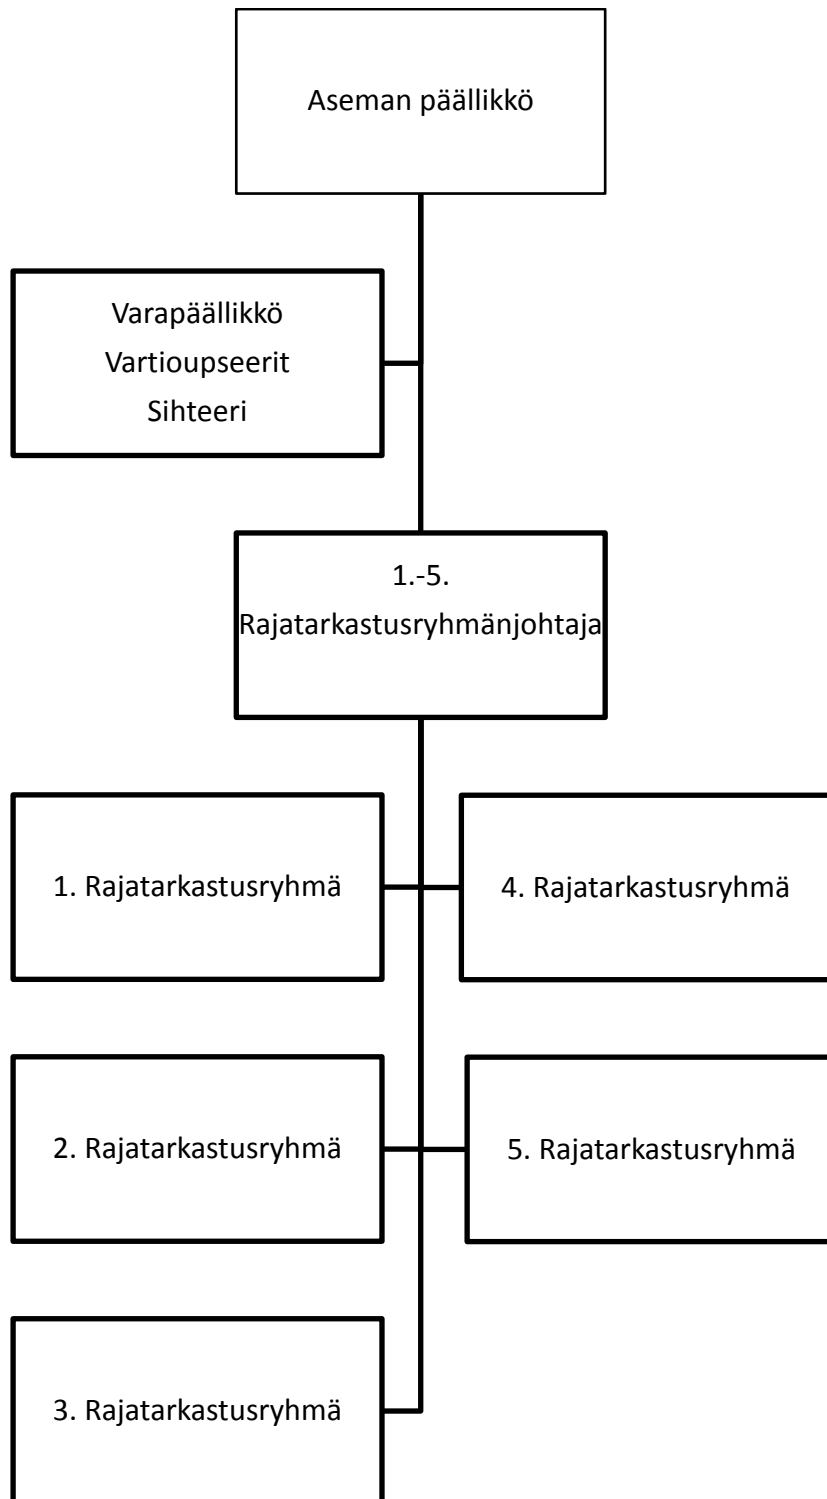 Aseman päällikkö
Varapäällikkö
Vartioupseerit
Sihteeri
1.-5.
Rajatarkastusryhmänjohtaja
1. Rajatarkastusryhmä
4. Rajatarkastusryhmä
2. Rajatarkastusryhmä
5. Rajatarkastusryhmä
3. Rajatarkastusryhmä